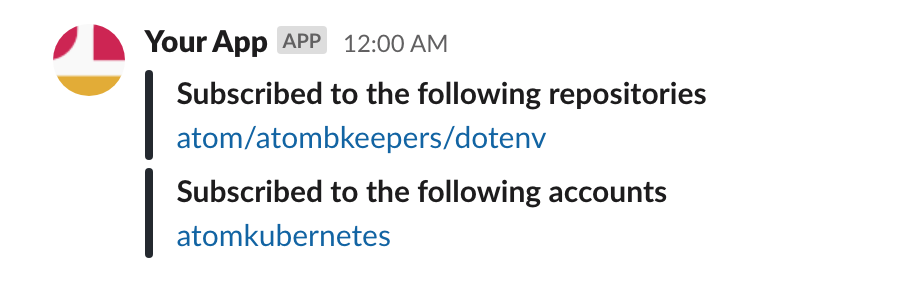 Your App APP 12:00 AM
Subscribed to the following repositories
atom/atombkeepers/dotenv
Subscribed to the following accounts
atomkubernetes